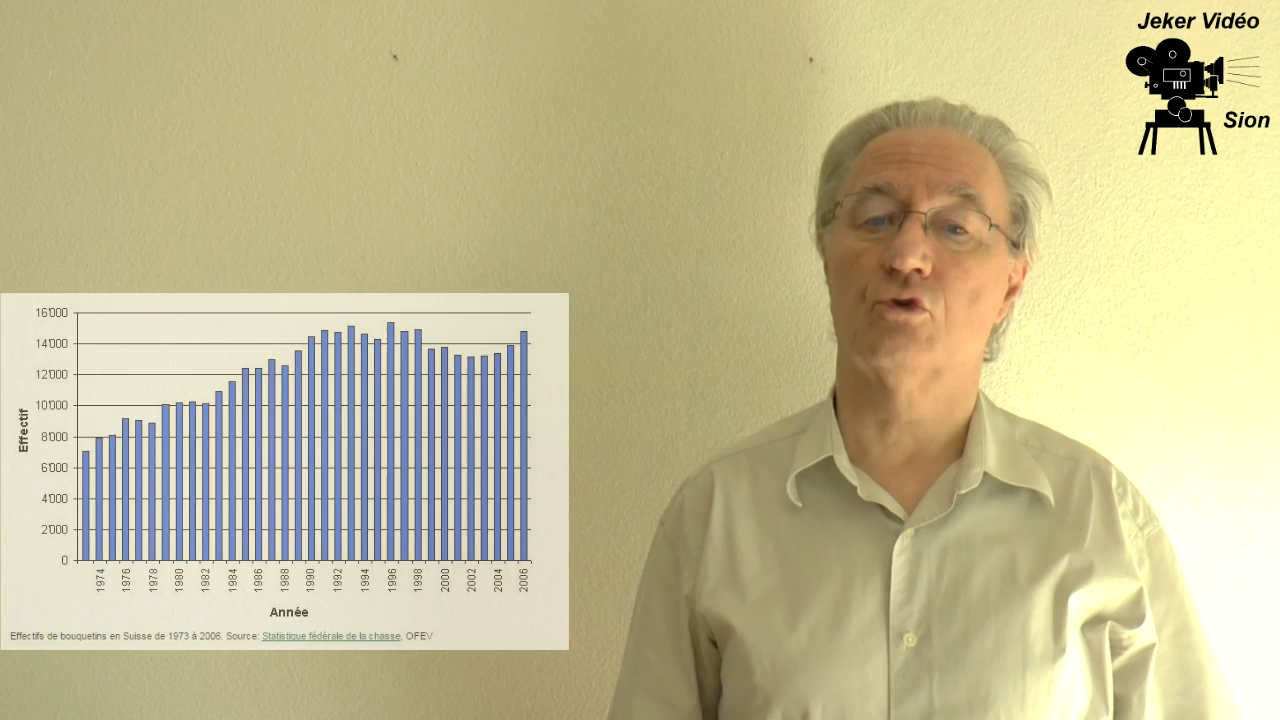 Jeker Vidéo
Sion
16'000
14'000
12'000
10'000
8'000
6'000
4'000
2'000
0
Effectif
1974 1976 1978 1980 1982 1984 1986 1988 1990 1992 1994 1996 1998 2000 2002 2004 2006
Année
Effectifs de bouquetins en Suisse de 1973 à 2006. Source: Statistique fédérale de la chasse, OFEV